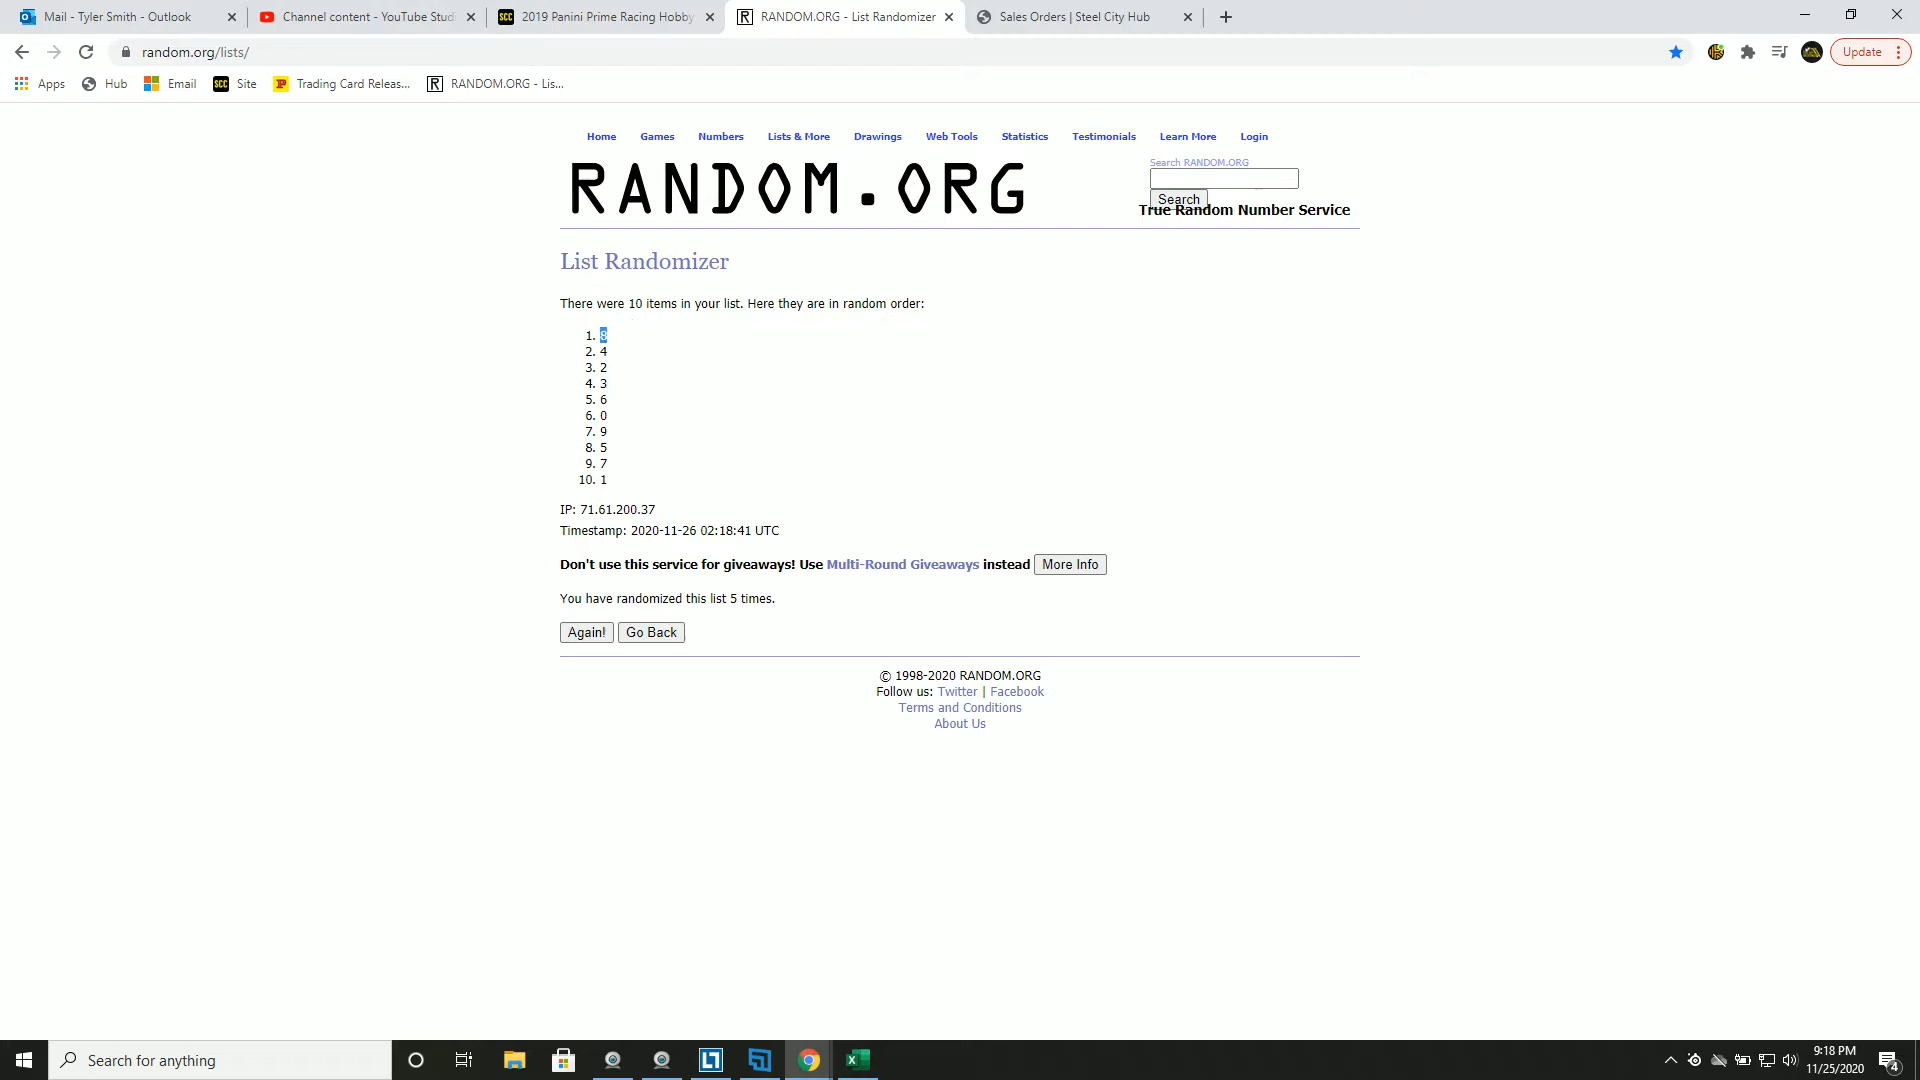 Mail - Tyler Smith - Outlook
Channel content - YouTube Stud
SCC 2019 Panini Prime Racing Hobby
R RANDOM.ORG - List Randomizer
Sales Orders | Steel City Hub
random.org/lists/
Update
Apps Hub Email SCC Site Trading Card Releas... R RANDOM.ORG - Lis...
Home Games Numbers Lists & More Drawings Web Tools Statistics Testimonials Learn More Login
RANDOM.ORG
Search RANDOM.ORG
Search
True Random Number Service
List Randomizer
There were 10 items in your list. Here they are in random order:
1. 8
2. 4
3. 2
4. 3
5. 6
6. 0
7. 9
8. 5
9. 7
10. 1
IP: 71.61.200.37
Timestamp: 2020-11-26 02:18:41 UTC
Don't use this service for giveaways! Use Multi-Round Giveaways instead More Info
You have randomized this list 5 times.
Again! Go Back
© 1998-2020 RANDOM.ORG
Follow us: Twitter | Facebook
Terms and Conditions
About Us
Search for anything
9:18 PM
11/25/2020
4